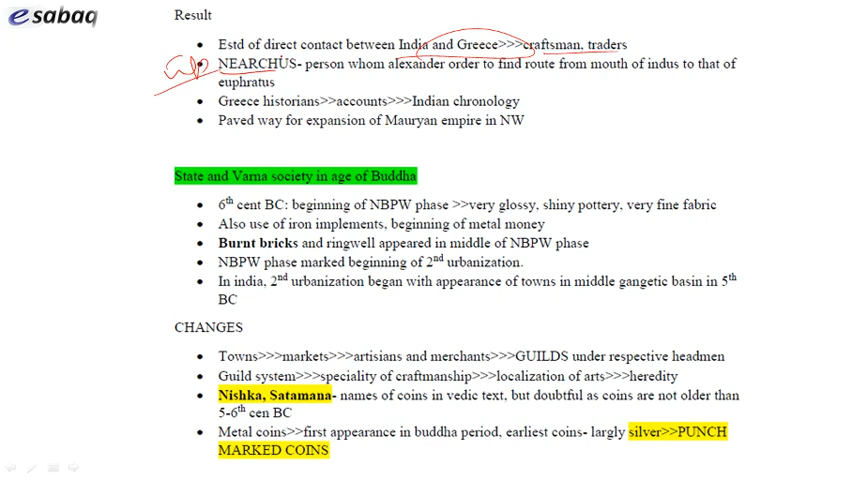 esabaq
Result
• Estd of direct contact between India and Greece>>>craftsman, traders
• NEARCHUS- person whom alexander order to find route from mouth of indus to that of
euphratus
• Greece historians>>accounts>>>Indian chronology
• Paved way for expansion of Mauryan empire in NW
State and Varna society in age of Buddha
• 6th cent BC: beginning of NBPW phase >>very glossy, shiny pottery, very fine fabric
• Also use of iron implements, beginning of metal money
• Burnt bricks and ringwell appeared in middle of NBPW phase
• NBPW phase marked beginning of 2nd urbanization.
• In india, 2nd urbanization began with appearance of towns in middle gangetic basin in 5th
BC
CHANGES
• Towns>>>markets>>>artisians and merchants>>>GUILDS under respective headmen
• Guild system>>>speciality of craftmanship>>>localization of arts>>>heredity
• Nishka, Satamana- names of coins in vedic text, but doubtful as coins are not older than
5-6th cen BC
• Metal coins>>first appearance in buddha period, earliest coins- largly silver>>PUNCH
MARKED COINS